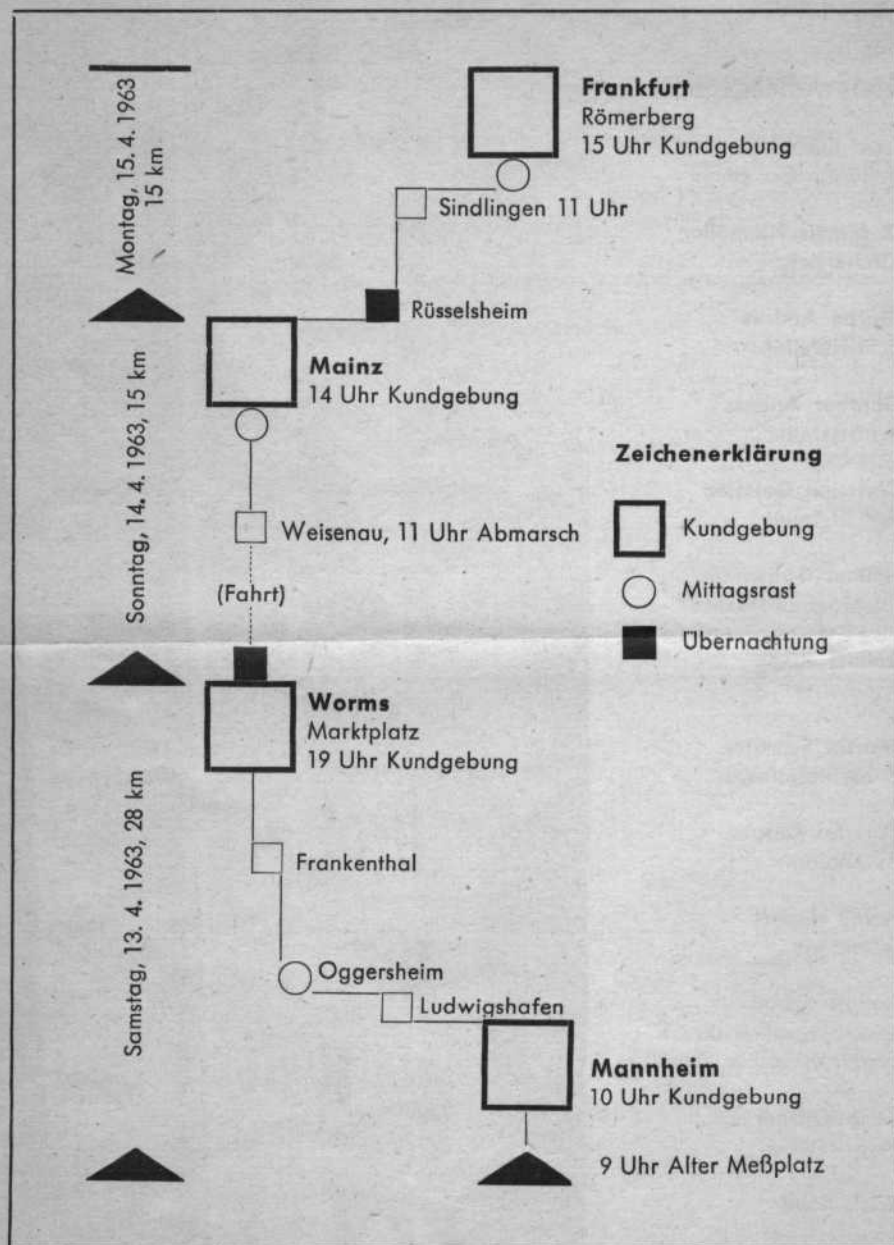 Montag, 15. 4. 1963
15 km
Frankfurt
Römerberg
15 Uhr Kundgebung
Sindlingen 11 Uhr
Rüsselsheim
Mainz
14 Uhr Kundgebung
Sonntag, 14. 4. 1963, 15 km
Weisenau, 11 Uhr Abmarsch
(Fahrt)
Zeichenerklärung
Kundgebung
Mittagsrast
Übernachtung
Worms
Marktplatz
19 Uhr Kundgebung
Samstag, 13. 4. 1963, 28 km
Frankenthal
Oggersheim
Ludwigshafen
Mannheim
10 Uhr Kundgebung
9 Uhr Alter Meßplatz